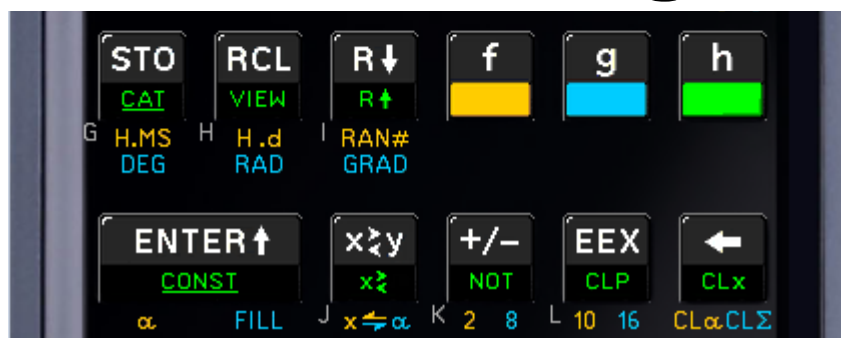 STO RCL R↓ f g h
CAT VIEW R↑
G H.MS H H.d I RAN#
DEG RAD GRAD
ENTER↑ x≷y +/− EEX ←
CONST x≷ NOT CLP CLx
α FILL J x⇋α K 2 8 L 10 16 CLα CLΣ